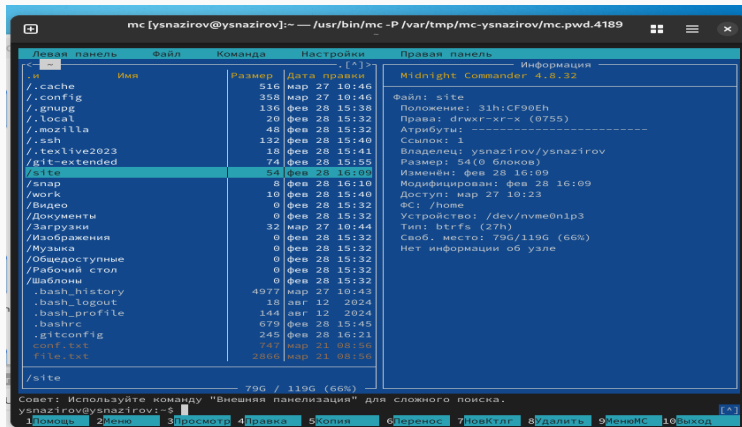 mc [ysnazirov@ysnazirov]:~ — /usr/bin/mc -P /var/tmp/mc-ysnazirov/mc.pwd.4189
Левая панель Файл Команда Настройки Правая панель
<— ~ .[^]>
.и Имя Размер Дата правки
/.cache 516 мар 27 10:46
/.config 358 мар 27 10:46
/.gnupg 136 фев 28 15:38
/.local 20 фев 28 15:32
/.mozilla 48 фев 28 15:32
/.ssh 132 фев 28 15:40
/.texlive2023 18 фев 28 15:41
/git-extended 74 фев 28 15:55
/site 54 фев 28 16:09
/snap 8 фев 28 16:10
/work 10 фев 28 15:40
/Видео 0 фев 28 15:32
/Документы 0 фев 28 15:32
/Загрузки 32 мар 27 10:44
/Изображения 0 фев 28 15:32
/Музыка 0 фев 28 15:32
/Общедоступные 0 фев 28 15:32
/Рабочий стол 0 фев 28 15:32
/Шаблоны 0 фев 28 15:32
.bash_history 4977 мар 27 10:43
.bash_logout 18 авг 12 2024
.bash_profile 144 авг 12 2024
.bashrc 679 фев 28 15:45
.gitconfig 245 фев 28 16:21
conf.txt 747 мар 21 08:56
file.txt 2866 мар 21 08:56
/site
79G / 119G (66%)
Информация
Midnight Commander 4.8.32
Файл: site
Положение: 31h:CF90Eh
Права: drwxr-xr-x (0755)
Атрибуты: -------------------------
Ссылок: 1
Владелец: ysnazirov/ysnazirov
Размер: 54(0 блоков)
Изменён: фев 28 16:09
Модифицирован: фев 28 16:09
Доступ: мар 27 10:23
ФС: /home
Устройство: /dev/nvme0n1p3
Тип: btrfs (27h)
Своб. место: 79G/119G (66%)
Нет информации об узле
Совет: Используйте команду "Внешняя панелизация" для сложного поиска.
ysnazirov@ysnazirov:~$ [^]
1Помощь 2Меню 3Просмотр 4Правка 5Копия 6Перенос 7НовКтлг 8Удалить 9МенюMC 10Выход